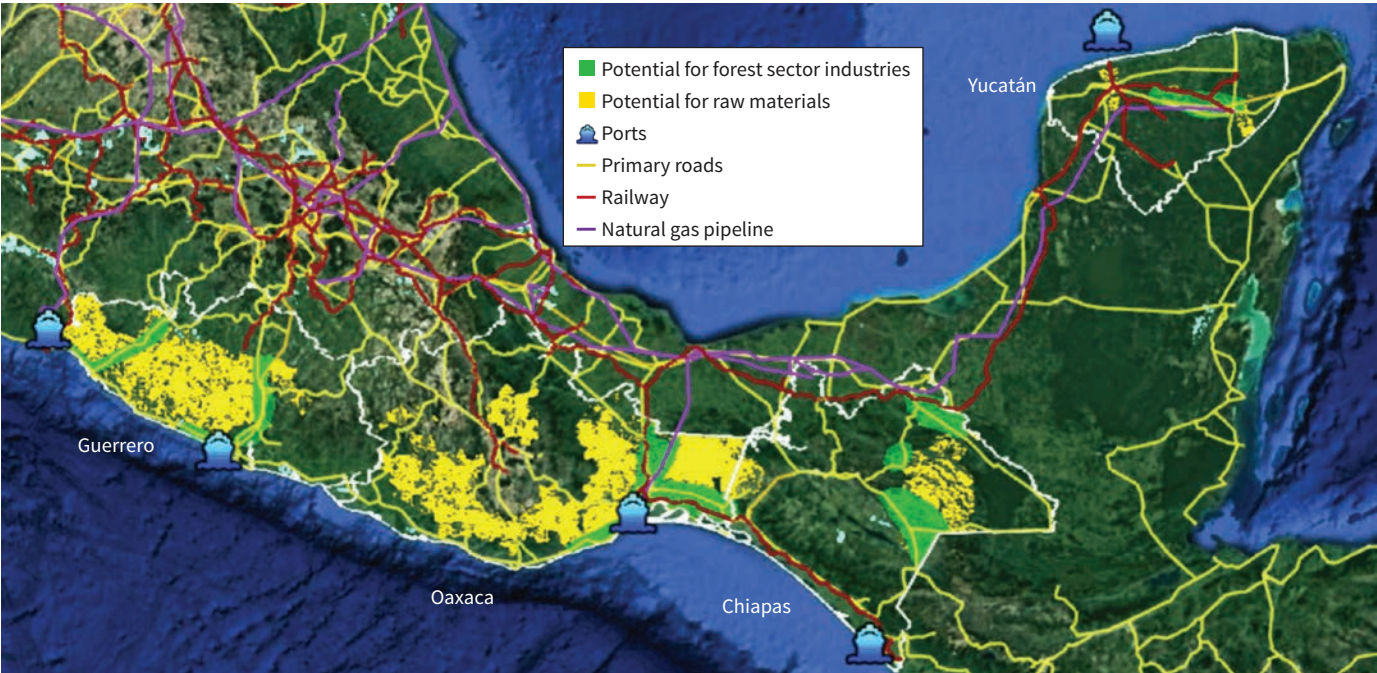 Potential for forest sector industries
Potential for raw materials
Ports
Primary roads
Railway
Natural gas pipeline
Yucatán
Guerrero
Oaxaca
Chiapas